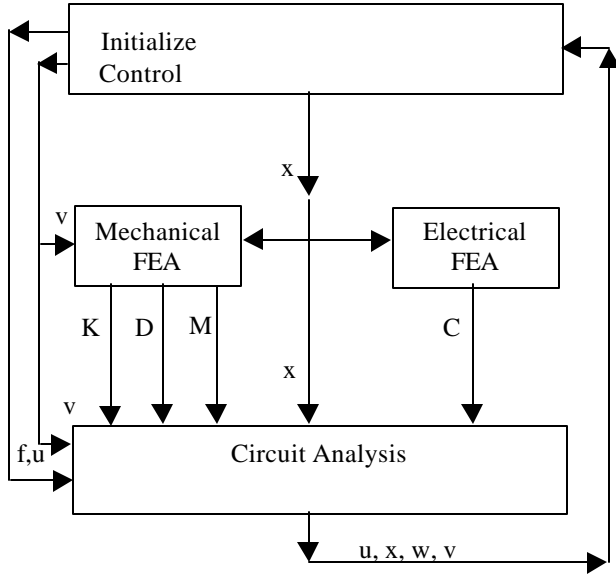 Initialize
Control
x
v
Mechanical
FEA
Electrical
FEA
K
D
M
C
x
v
f,u
Circuit Analysis
u, x, w, v